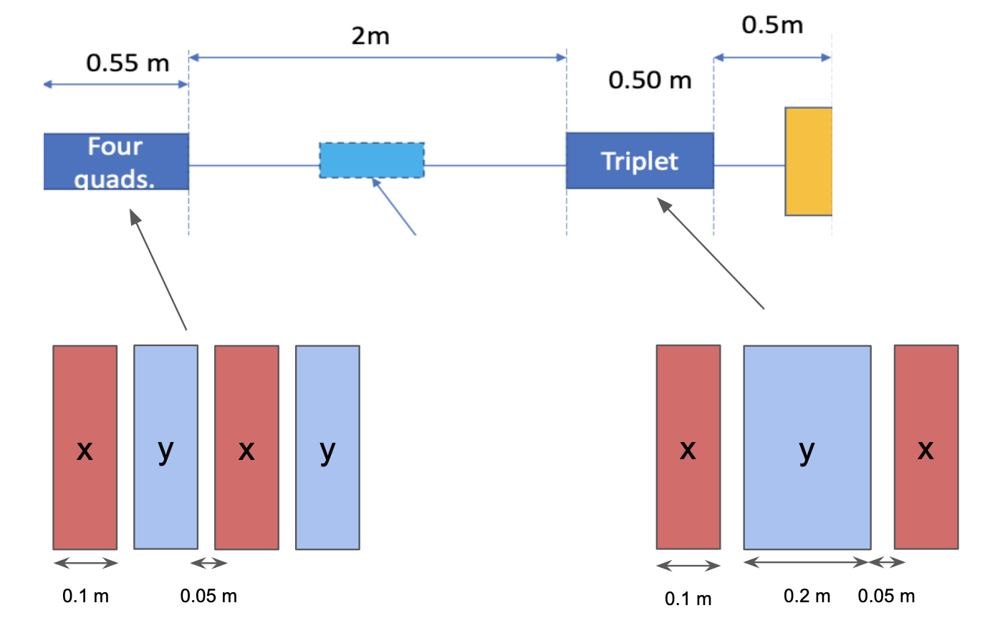 0.5m
2m
0.55 m
0.50 m
Four
quads.
Triplet
x
y
x
y
x
y
x
0.1 m
0.05 m
0.1 m
0.2 m
0.05 m